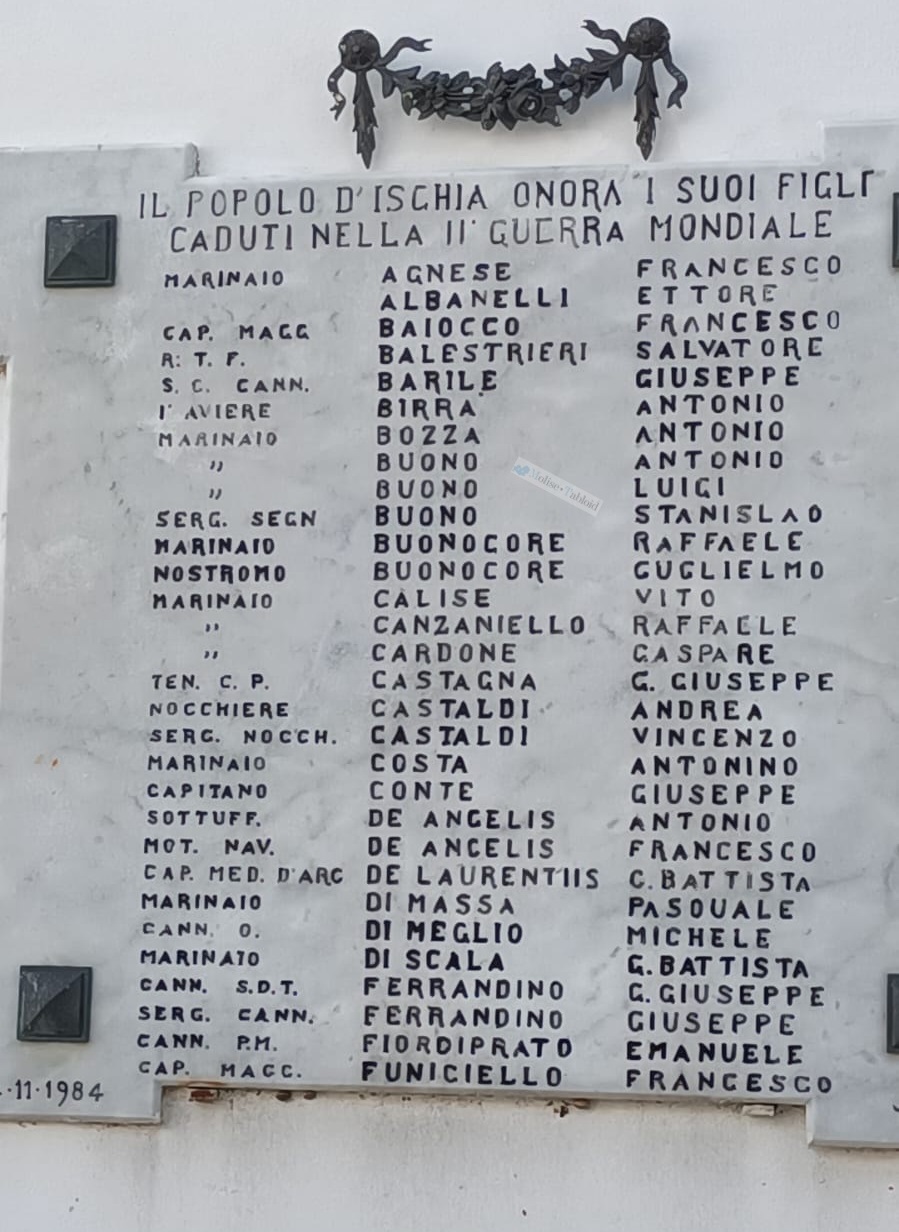 IL POPOLO D'ISCHIA ONORA I SUOI FIGLI
CADUTI NELLA II° GUERRA MONDIALE
MARINAIO AGNESE FRANCESCO
ALBANELLI ETTORE
CAP. MAGG BAIOCCO FRANCESCO
R. T. F. BALESTRIERI SALVATORE
S. C. CANN. BARILE GIUSEPPE
I° AVIERE BIRRA ANTONIO
MARINAIO BOZZA ANTONIO
" BUONO ANTONIO
" BUONO LUIGI
SERG. SEGN BUONO STANISLAO
MARINAIO BUONOCORE RAFFAELE
NOSTROMO BUONOCORE GUGLIELMO
MARINAIO CALISE VITO
" CANZANIELLO RAFFAELE
" CARDONE GASPARE
TEN. C. P. CASTAGNA G. GIUSEPPE
NOCCHIERE CASTALDI ANDREA
SERG. NOCCH. CASTALDI VINCENZO
MARINAIO COSTA ANTONINO
CAPITANO CONTE GIUSEPPE
SOTTUFF. DE ANGELIS ANTONIO
MOT. NAV. DE ANGELIS FRANCESCO
CAP. MED. D'ARC DE LAURENTIIS G. BATTISTA
MARINAIO DI MASSA PASQUALE
CANN. O. DI MEGLIO MICHELE
MARINAIO DI SCALA G. BATTISTA
CANN. S.D.T. FERRANDINO G. GIUSEPPE
SERG. CANN. FERRANDINO GIUSEPPE
CANN. P.M. FIORDIPRATO EMANUELE
CAP. MAGG. FUNICIELLO FRANCESCO
·11·1984
Molise Tabloid